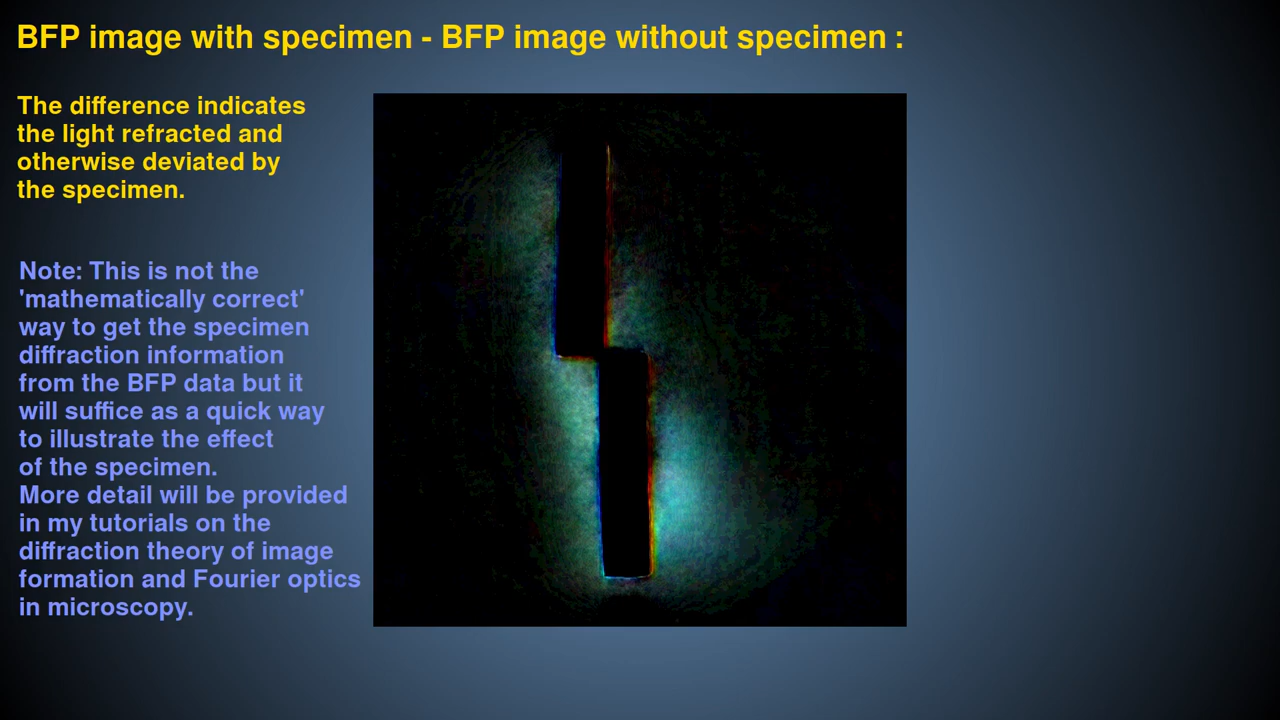 BFP image with specimen - BFP image without specimen :
The difference indicates
the light refracted and
otherwise deviated by
the specimen.
Note: This is not the
'mathematically correct'
way to get the specimen
diffraction information
from the BFP data but it
will suffice as a quick way
to illustrate the effect
of the specimen.
More detail will be provided
in my tutorials on the
diffraction theory of image
formation and Fourier optics
in microscopy.